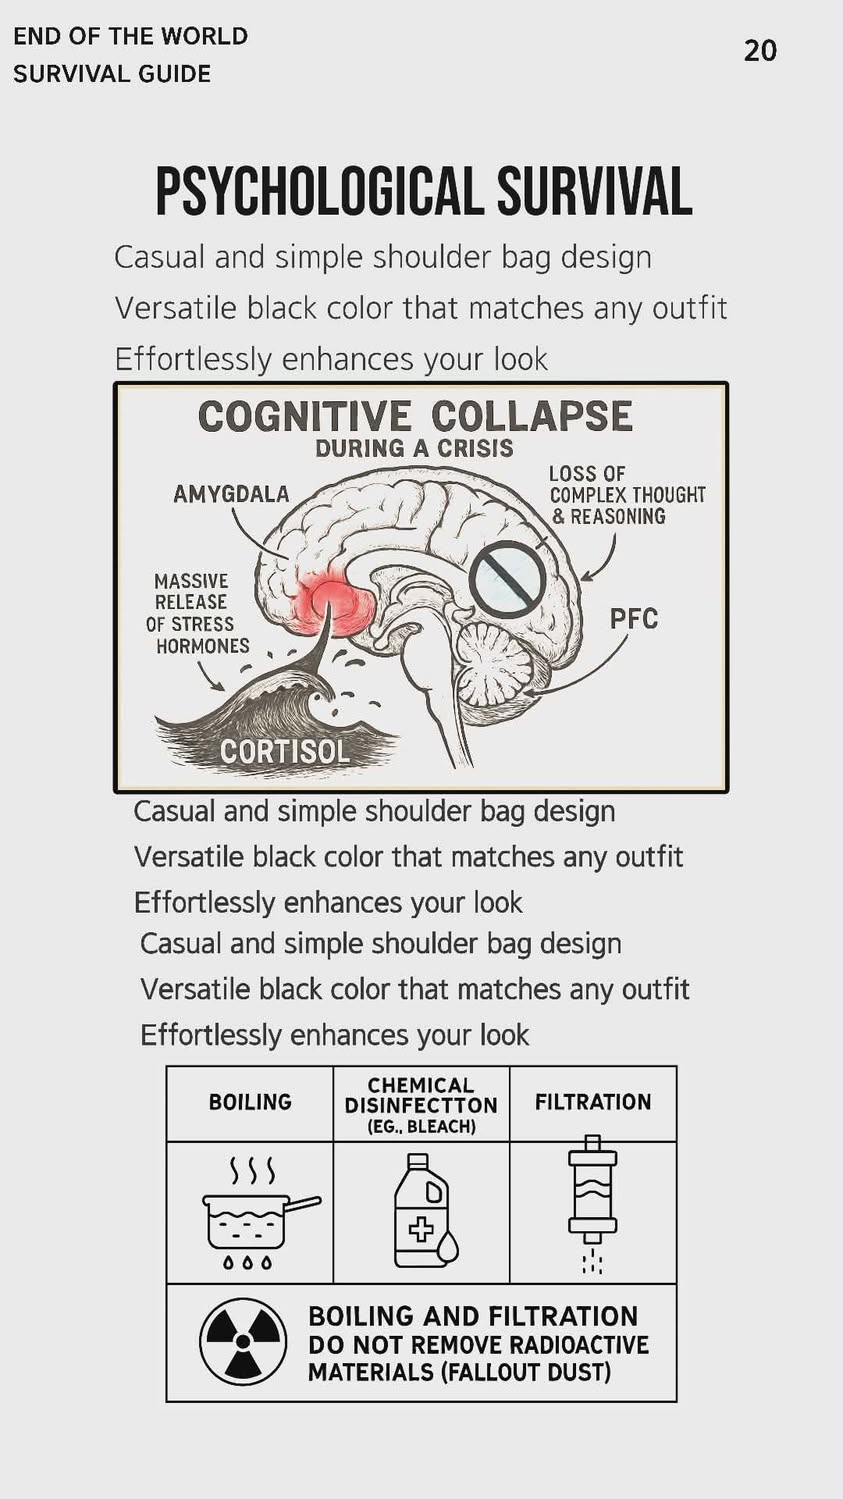 END OF THE WORLD
SURVIVAL GUIDE
20
PSYCHOLOGICAL SURVIVAL
Casual and simple shoulder bag design
Versatile black color that matches any outfit
Effortlessly enhances your look
COGNITIVE COLLAPSE
DURING A CRISIS
AMYGDALA
LOSS OF
COMPLEX THOUGHT
& REASONING
MASSIVE
RELEASE
OF STRESS
HORMONES
PFC
CORTISOL
Casual and simple shoulder bag design
Versatile black color that matches any outfit
Effortlessly enhances your look
Casual and simple shoulder bag design
Versatile black color that matches any outfit
Effortlessly enhances your look
BOILING
CHEMICAL
DISINFECTTON
(EG., BLEACH)
FILTRATION
BOILING AND FILTRATION
DO NOT REMOVE RADIOACTIVE
MATERIALS (FALLOUT DUST)